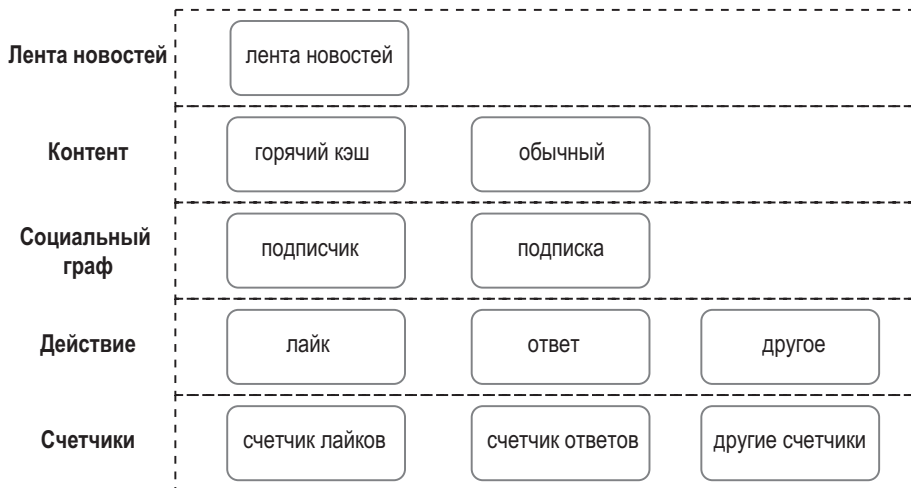 Лента новостей
лента новостей
Контент
горячий кэш
обычный
Социальный
граф
подписчик
подписка
Действие
лайк
ответ
другое
Счетчики
счетчик лайков
счетчик ответов
другие счетчики